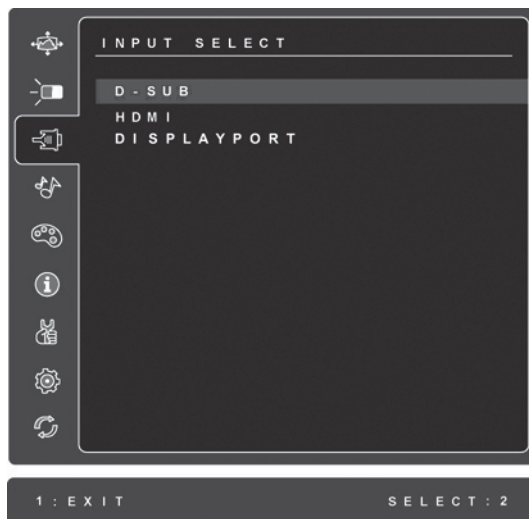 INPUT SELECT
D-SUB
HDMI
DISPLAYPORT
1:EXIT SELECT:2